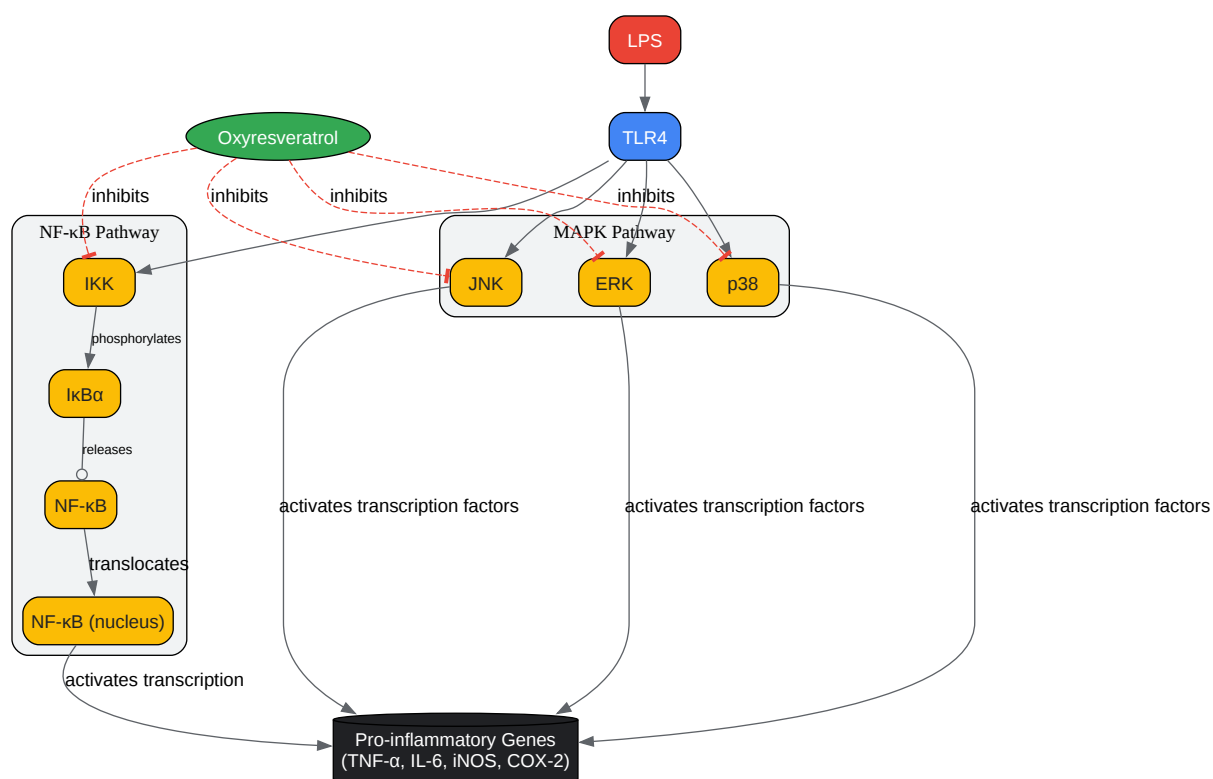 LPS
Oxyresveratrol
TLR4
inhibits
inhibits
inhibits
inhibits
NF-κB Pathway
MAPK Pathway
IKK
JNK
ERK
p38
phosphorylates
IκBα
releases
NF-κB
activates transcription factors
activates transcription factors
activates transcription factors
translocates
NF-κB (nucleus)
activates transcription
Pro-inflammatory Genes
(TNF-α, IL-6, iNOS, COX-2)